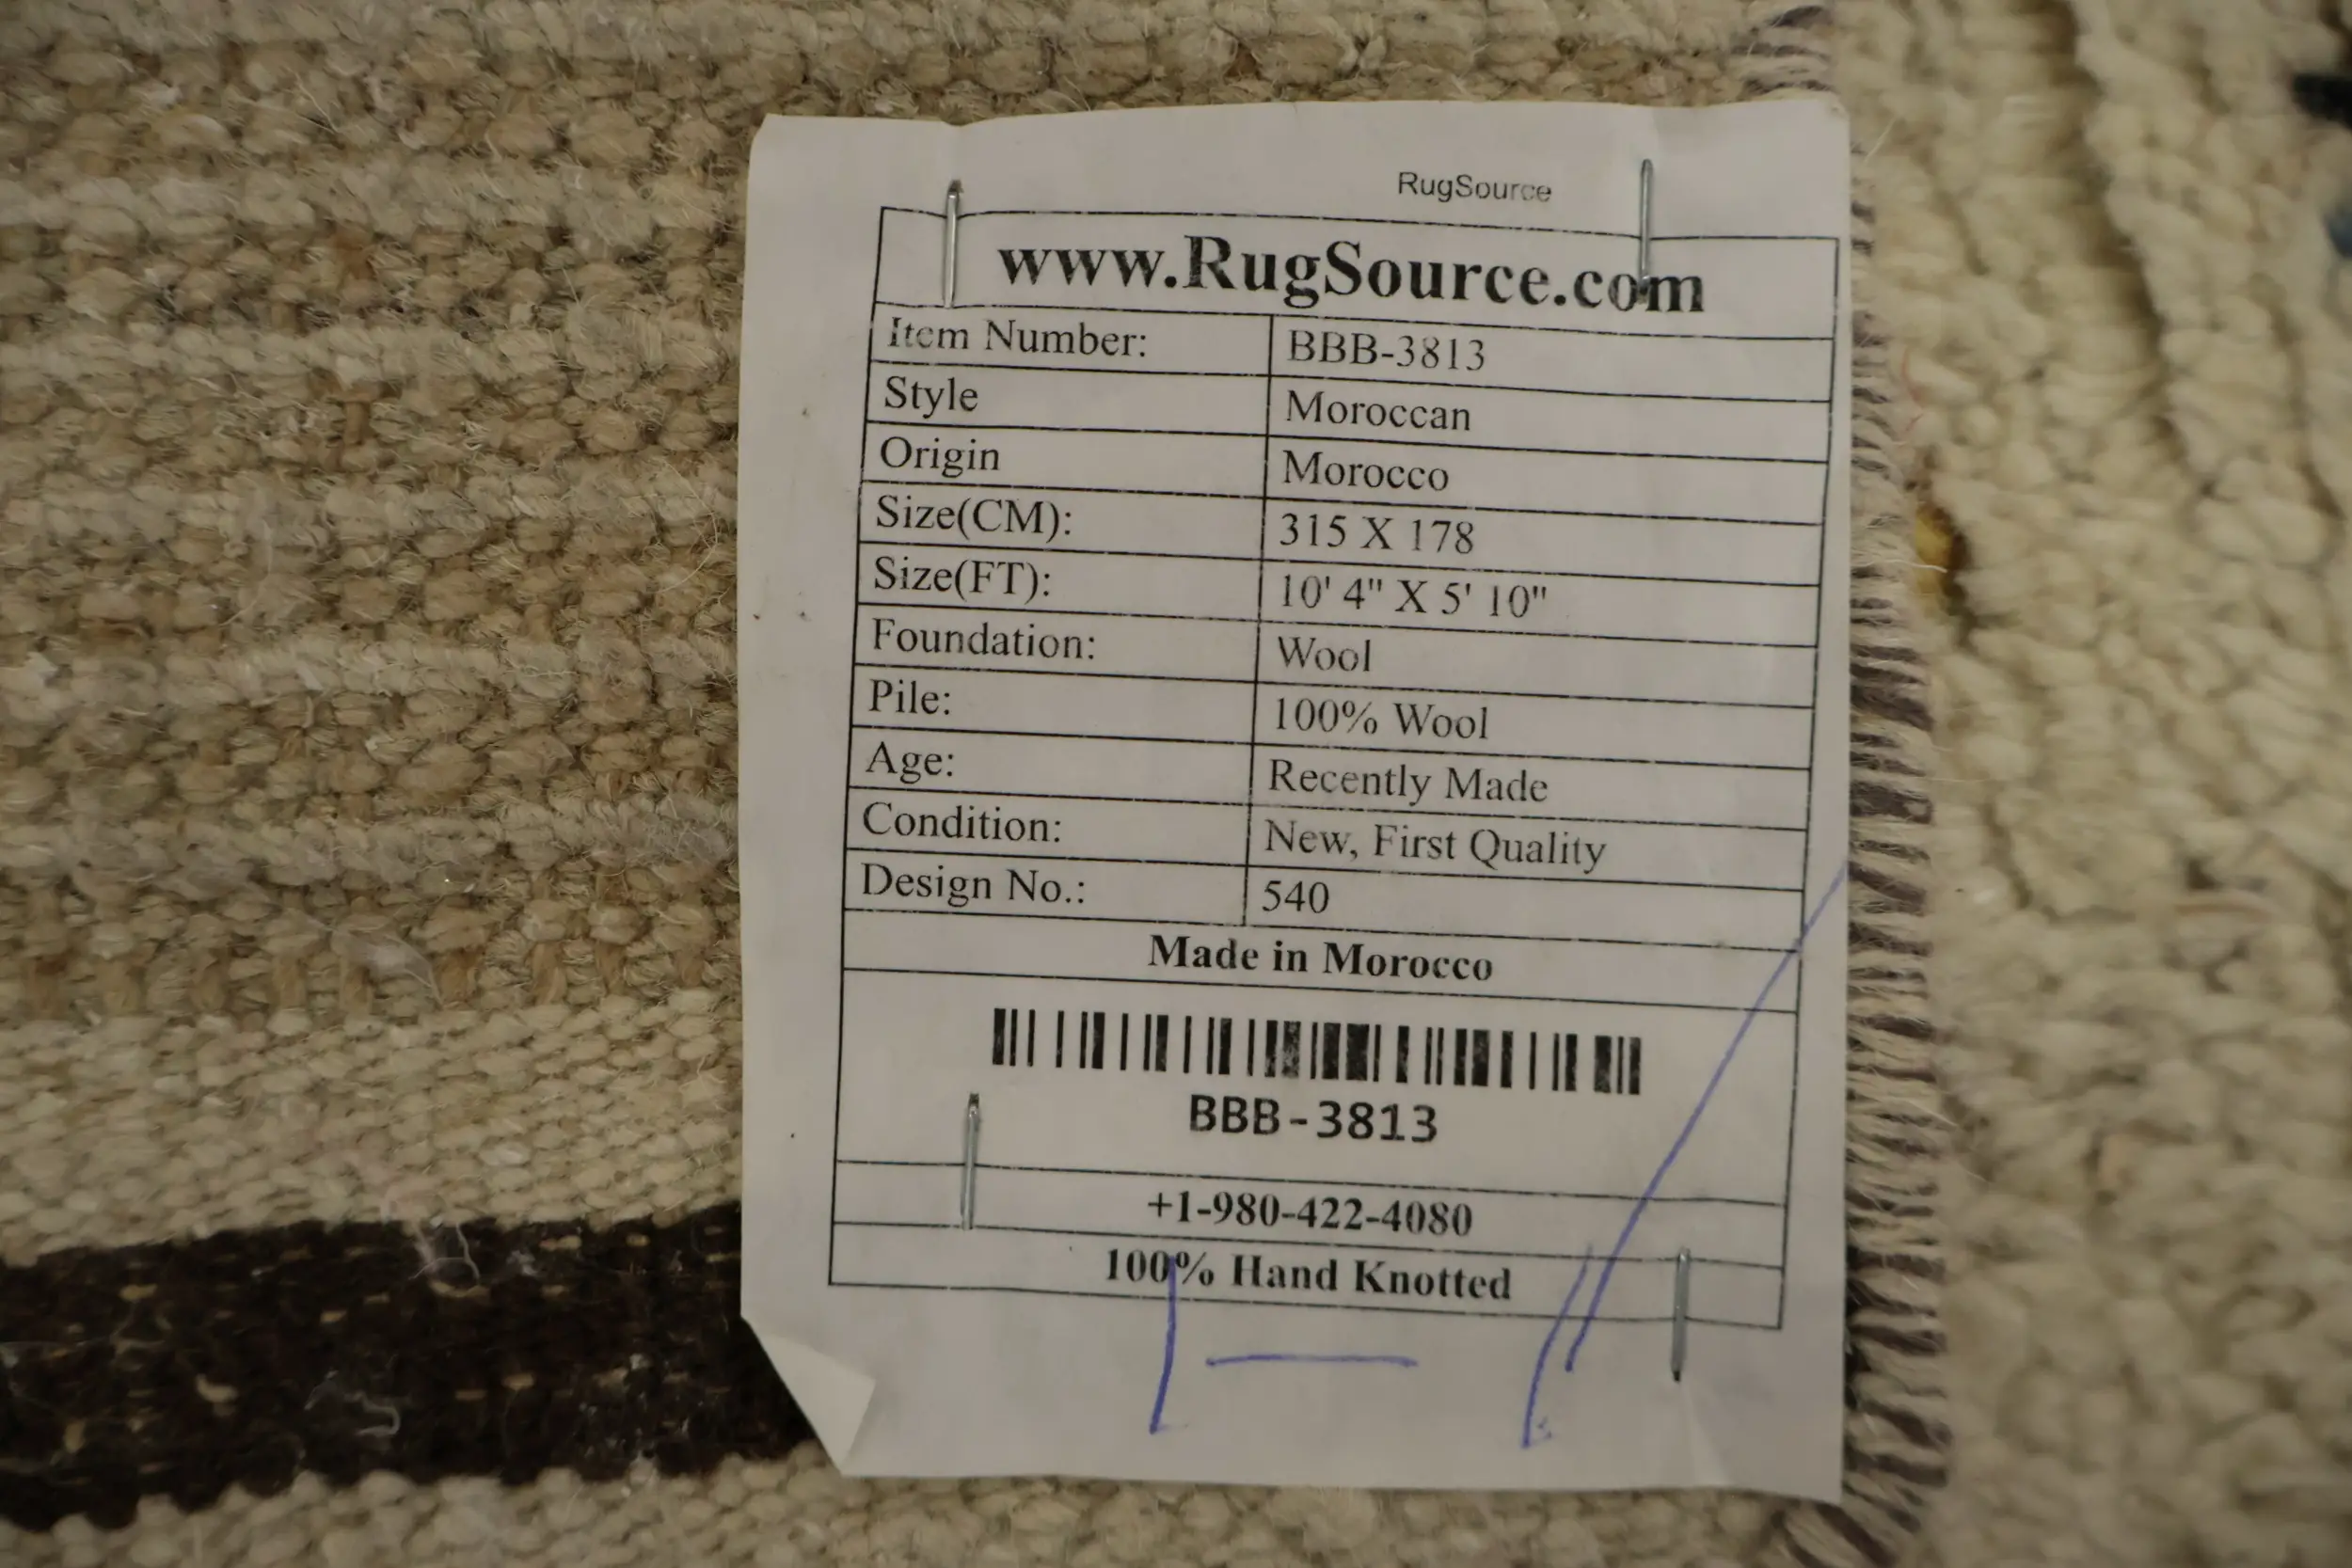 RugSource
www.RugSource.com
Item Number: BBB-3813
Style Moroccan
Origin Morocco
Size(CM): 315 X 178
Size(FT): 10' 4" X 5' 10"
Foundation: Wool
Pile: 100% Wool
Age: Recently Made
Condition: New, First Quality
Design No.: 540
Made in Morocco
BBB-3813
+1-980-422-4080
100% Hand Knotted